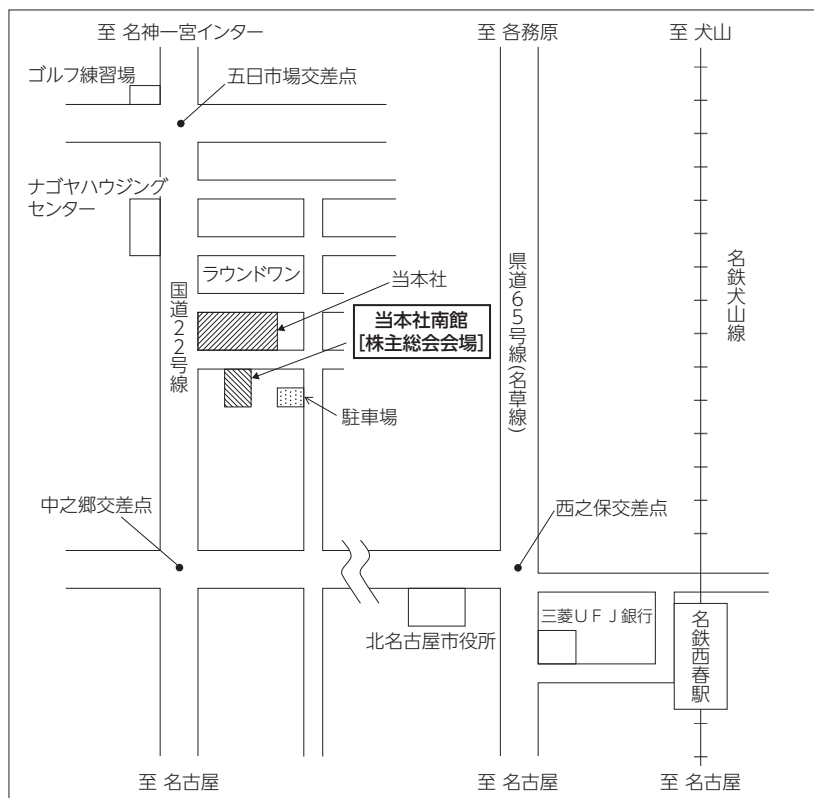 至 名神一宮インター
至 各務原
至 犬山
ゴルフ練習場
五日市場交差点
ナゴヤハウジング
センター
ラウンドワン
当本社
国道22号線
当本社南館
[株主総会会場]
県道65号線(名草線)
名鉄犬山線
駐車場
中之郷交差点
西之保交差点
三菱UFJ銀行
北名古屋市役所
名鉄西春駅
至 名古屋
至 名古屋
至 名古屋